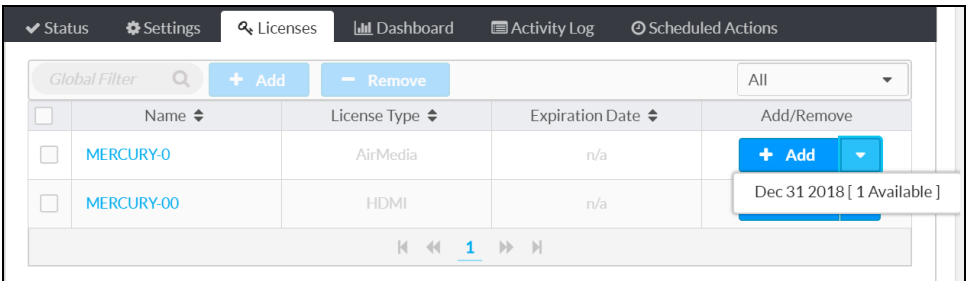 Status Settings Licenses Dashboard Activity Log Scheduled Actions
Global Filter + Add − Remove All
Name License Type Expiration Date Add/Remove
MERCURY-0 AirMedia n/a + Add
Dec 31 2018 [ 1 Available ]
MERCURY-00 HDMI n/a
1